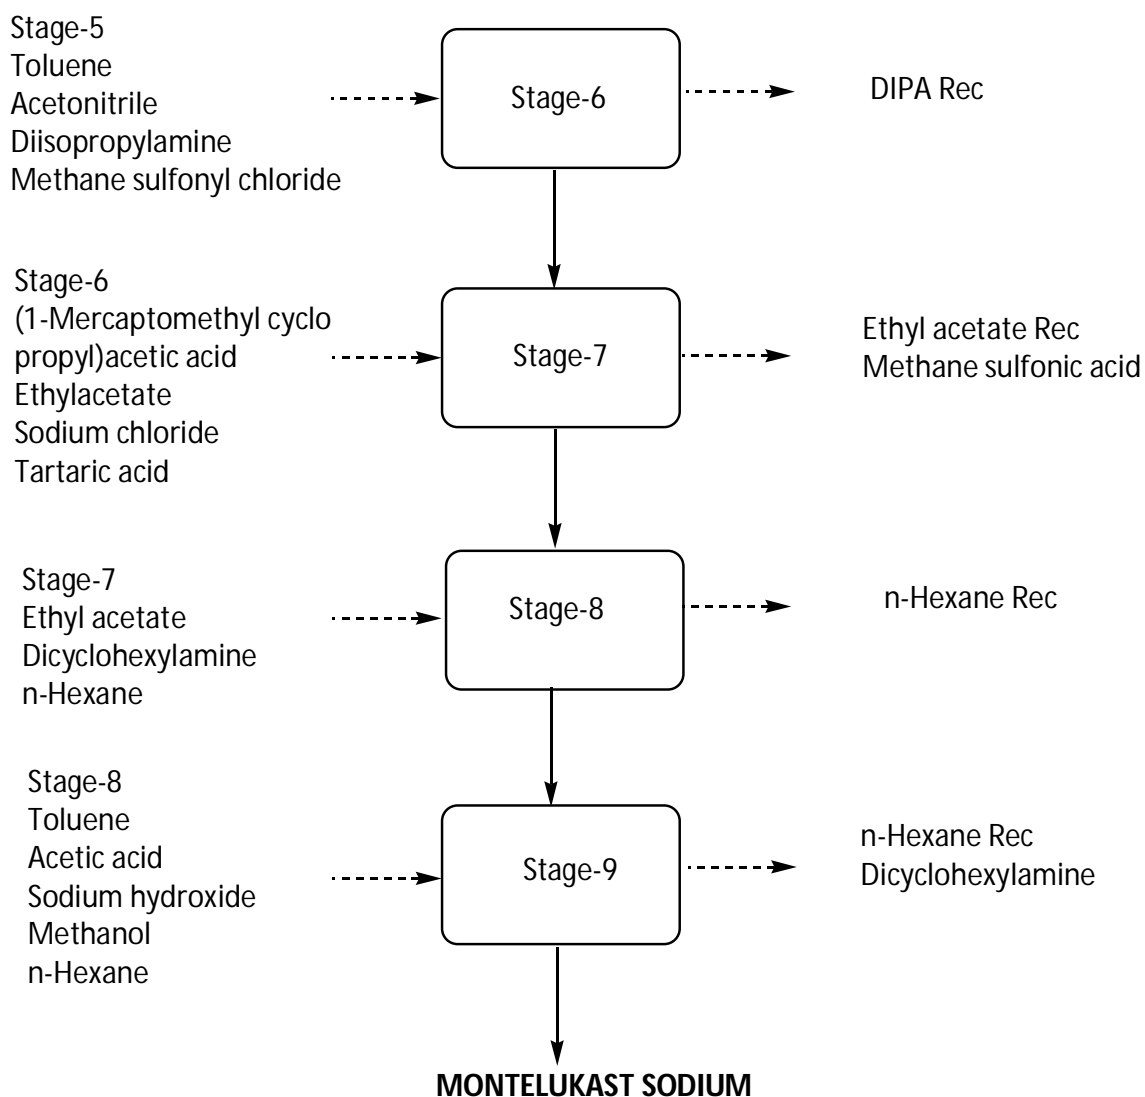 Stage-5
Toluene
Acetonitrile
Diisopropylamine
Methane sulfonyl chloride
Stage-6
DIPA Rec
Stage-6
(1-Mercaptomethyl cyclo
propyl)acetic acid
Ethylacetate
Sodium chloride
Tartaric acid
Stage-7
Ethyl acetate Rec
Methane sulfonic acid
Stage-7
Ethyl acetate
Dicyclohexylamine
n-Hexane
Stage-8
n-Hexane Rec
Stage-8
Toluene
Acetic acid
Sodium hydroxide
Methanol
n-Hexane
Stage-9
n-Hexane Rec
Dicyclohexylamine
MONTELUKAST SODIUM